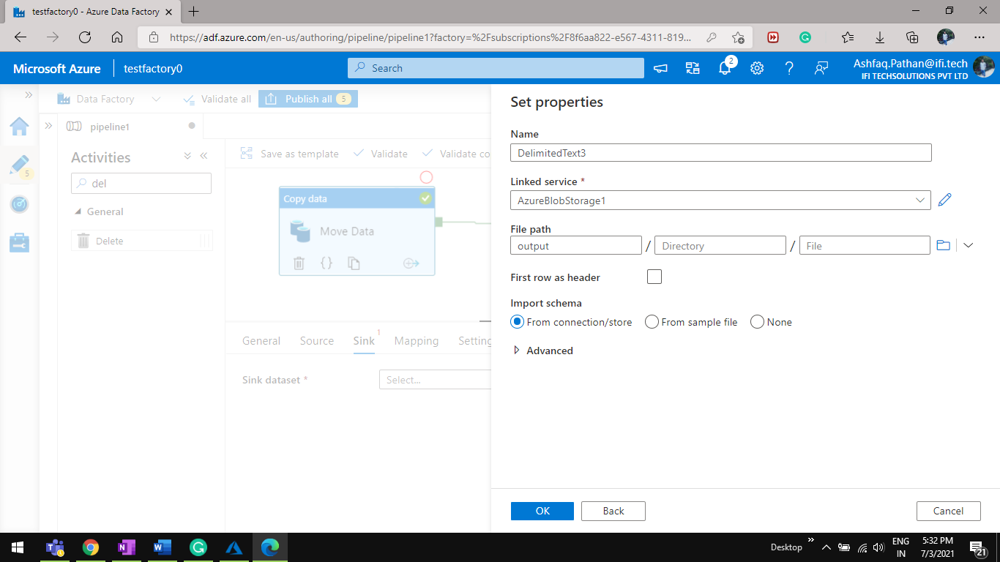 testfactory0 - Azure Data Factory
https://adf.azure.com/en-us/authoring/pipeline/pipeline1?factory=%2Fsubscriptions%2F8f6aa822-e567-4311-819...
Microsoft Azure
testfactory0
Search
2
Ashfaq.Pathan@ifi.tech
IFI TECHSOLUTIONS PVT LTD
Data Factory
Validate all
Publish all
5
Set properties
pipeline1
Name
DelimitedText3
Activities
Save as template
Validate
Validate co
5
del
Linked service *
AzureBlobStorage1
Copy data
General
Move Data
Delete
File path
output
/
Directory
/
File
First row as header
Import schema
From connection/store
From sample file
None
General
Source
Sink
1
Mapping
Setting
Advanced
Sink dataset *
Select...
OK
Back
Cancel
Desktop
ENG
IN
5:32 PM
7/3/2021
21